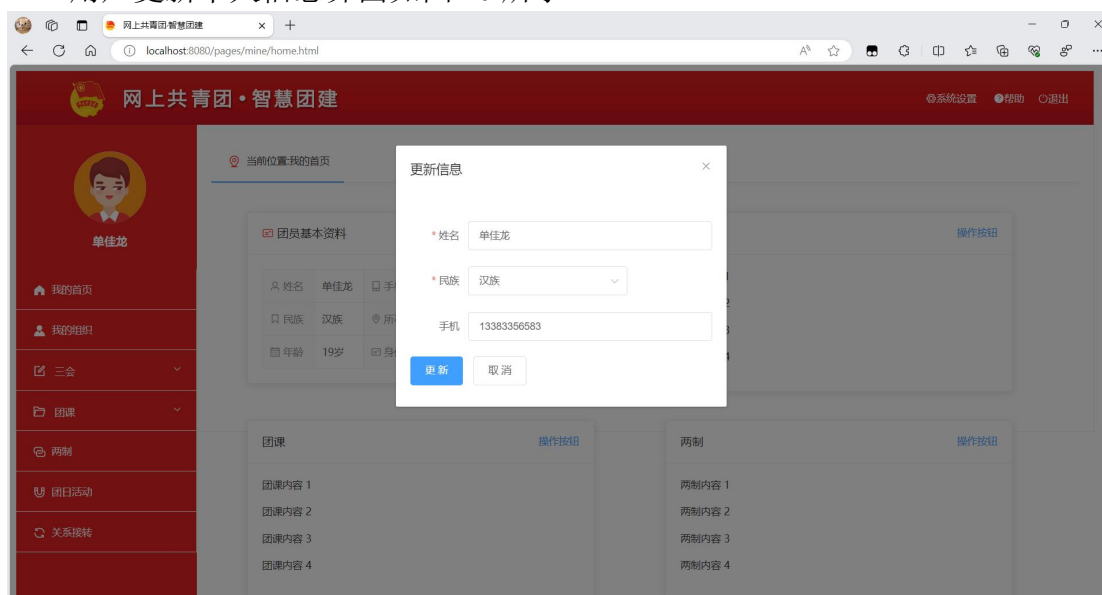 网上共青团·智慧团建
localhost:8080/pages/mine/home.html
网上共青团•智慧团建
系统设置 帮助 退出
单佳龙
我的首页
我的组织
三会
团课
两制
团日活动
关系接转
当前位置:我的首页
团员基本资料
操作按钮
姓名 单佳龙 手
民族 汉族 所
年龄 19岁 身
更新信息
* 姓名 单佳龙
* 民族 汉族
手机 13383356583
更新 取消
团课 操作按钮
团课内容 1
团课内容 2
团课内容 3
团课内容 4
两制 操作按钮
两制内容 1
两制内容 2
两制内容 3
两制内容 4